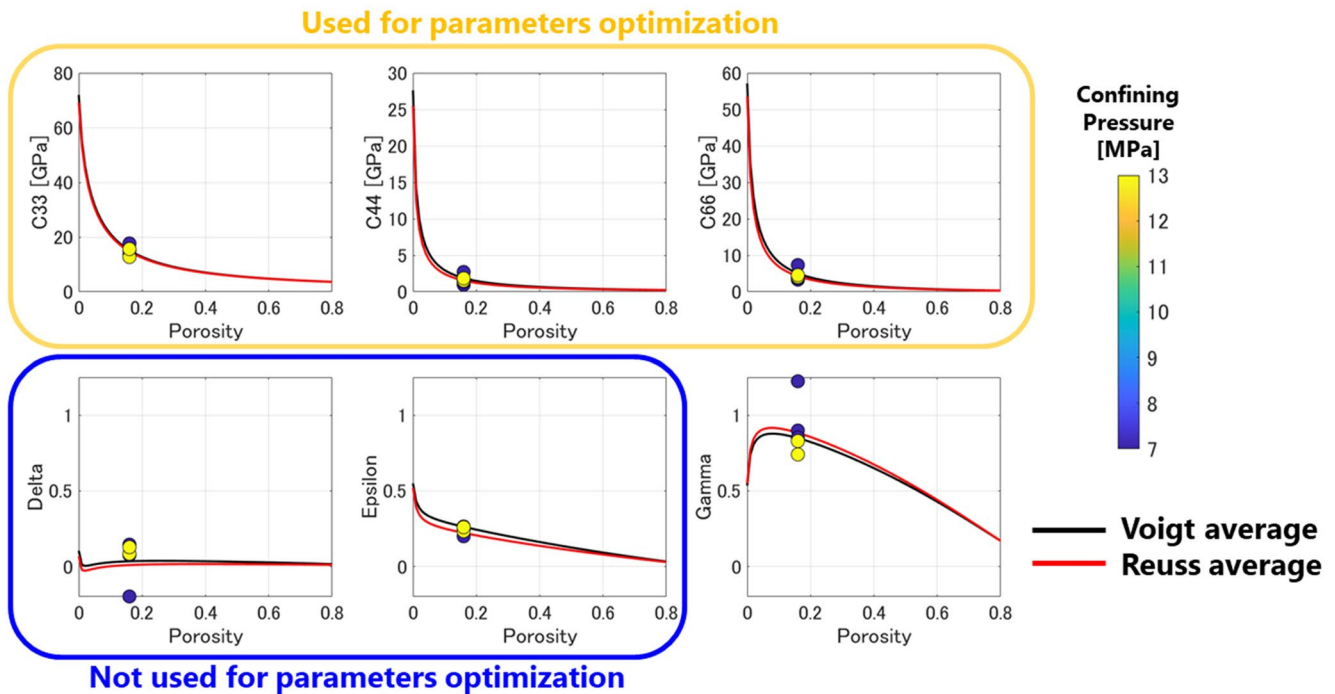 Used for parameters optimization
80
60
40
20
0
C33 [GPa]
0 0.2 0.4 0.6 0.8
Porosity
30
25
20
15
10
5
0
C44 [GPa]
0 0.2 0.4 0.6 0.8
Porosity
60
50
40
30
20
10
0
C66 [GPa]
0 0.2 0.4 0.6 0.8
Porosity
Confining
Pressure
[MPa]
13
12
11
10
9
8
7
1
0.5
0
Delta
0 0.2 0.4 0.6 0.8
Porosity
1
0.5
0
Epsilon
0 0.2 0.4 0.6 0.8
Porosity
1
0.5
0
Gamma
0 0.2 0.4 0.6 0.8
Porosity
Voigt average
Reuss average
Not used for parameters optimization